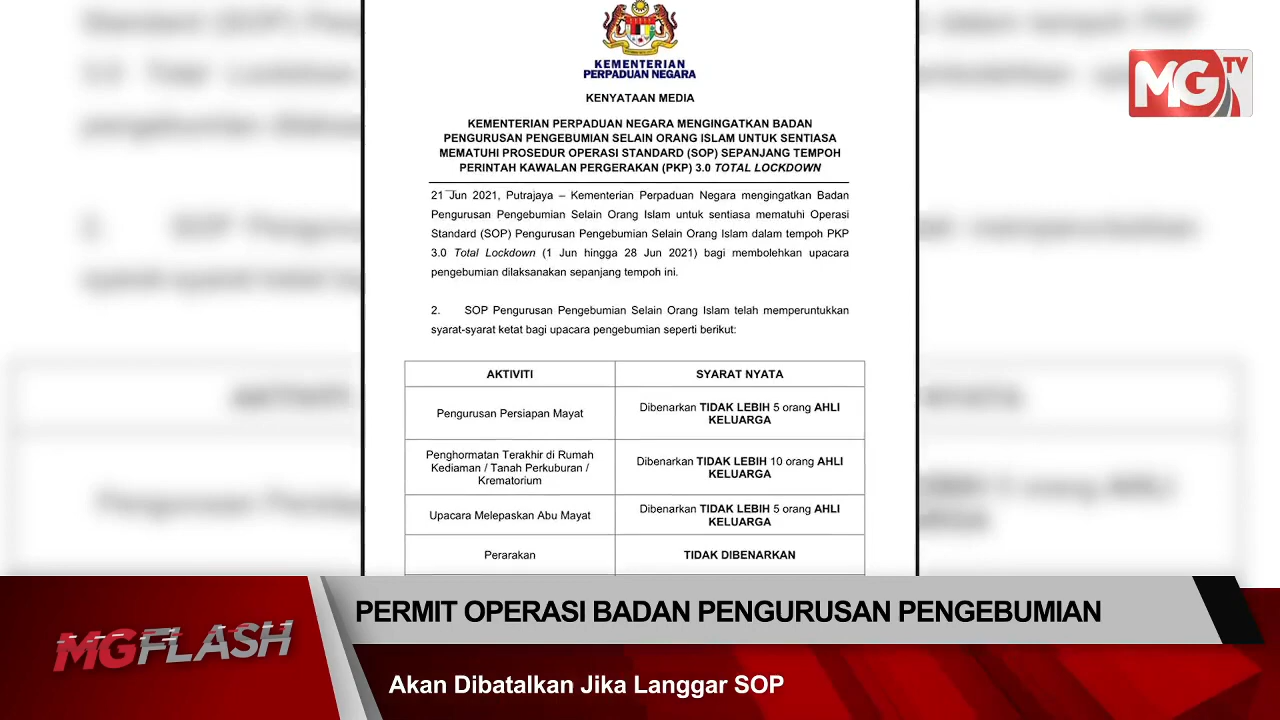 KEMENTERIAN
PERPADUAN NEGARA
KENYATAAN MEDIA
KEMENTERIAN PERPADUAN NEGARA MENGINGATKAN BADAN
PENGURUSAN PENGEBUMIAN SELAIN ORANG ISLAM UNTUK SENTIASA
MEMATUHI PROSEDUR OPERASI STANDARD (SOP) SEPANJANG TEMPOH
PERINTAH KAWALAN PERGERAKAN (PKP) 3.0 TOTAL LOCKDOWN
21 Jun 2021, Putrajaya – Kementerian Perpaduan Negara mengingatkan Badan
Pengurusan Pengebumian Selain Orang Islam untuk sentiasa mematuhi Operasi
Standard (SOP) Pengurusan Pengebumian Selain Orang Islam dalam tempoh PKP
3.0 Total Lockdown (1 Jun hingga 28 Jun 2021) bagi membolehkan upacara
pengebumian dilaksanakan sepanjang tempoh ini.
2. SOP Pengurusan Pengebumian Selain Orang Islam telah memperuntukkan
syarat-syarat ketat bagi upacara pengebumian seperti berikut:
AKTIVITI SYARAT NYATA
Pengurusan Persiapan Mayat
Dibenarkan TIDAK LEBIH 5 orang AHLI
KELUARGA
Penghormatan Terakhir di Rumah
Kediaman / Tanah Perkuburan /
Krematorium
Dibenarkan TIDAK LEBIH 10 orang AHLI
KELUARGA
Upacara Melepaskan Abu Mayat
Dibenarkan TIDAK LEBIH 5 orang AHLI
KELUARGA
Perarakan TIDAK DIBENARKAN
MGTV
MGFLASH
PERMIT OPERASI BADAN PENGURUSAN PENGEBUMIAN
Akan Dibatalkan Jika Langgar SOP